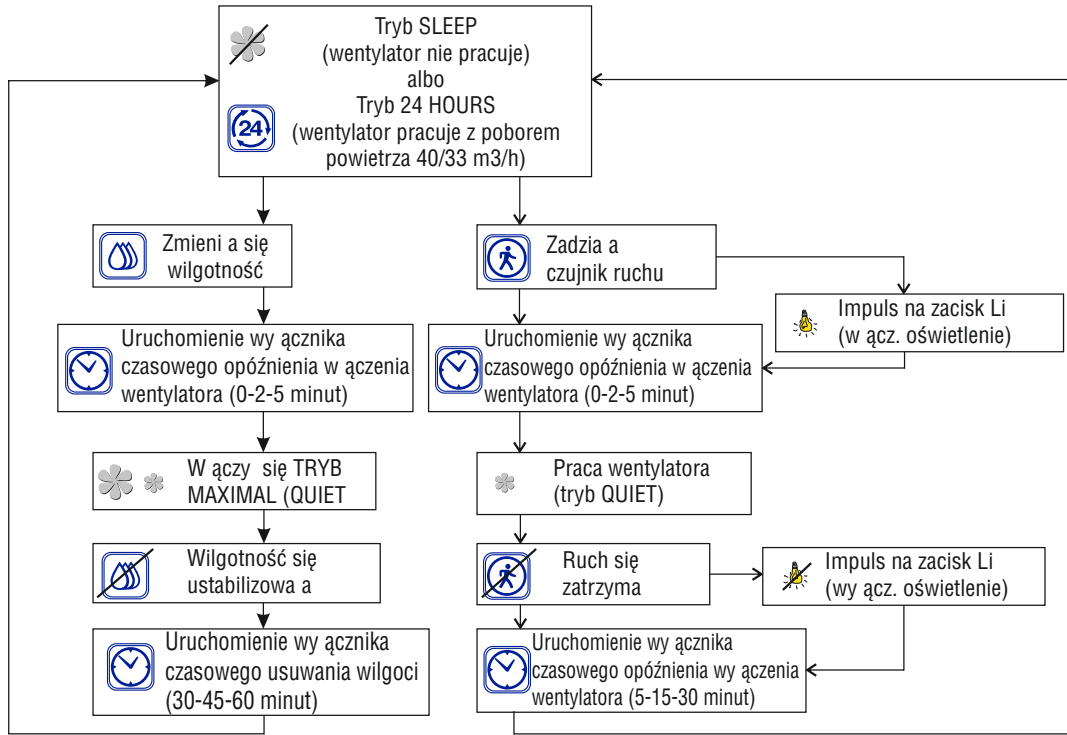 Tryb SLEEP
(wentylator nie pracuje)
albo
Tryb 24 HOURS
(wentylator pracuje z poborem
powietrza 40/33 m3/h)
24
Zmieni a się
wilgotność
Uruchomienie wy ącznika
czasowego opóźnienia w ączenia
wentylatora (0-2-5 minut)
W ączy się TRYB
MAXIMAL (QUIET
Wilgotność się
ustabilizowa a
Uruchomienie wy ącznika
czasowego usuwania wilgoci
(30-45-60 minut)
Zadzia a
czujnik ruchu
Impuls na zacisk Li
(w ącz. oświetlenie)
Uruchomienie wy ącznika
czasowego opóźnienia w ączenia
wentylatora (0-2-5 minut)
Praca wentylatora
(tryb QUIET)
Ruch się
zatrzyma
Impuls na zacisk Li
(wy ącz. oświetlenie)
Uruchomienie wy ącznika
czasowego opóźnienia wy ączenia
wentylatora (5-15-30 minut)